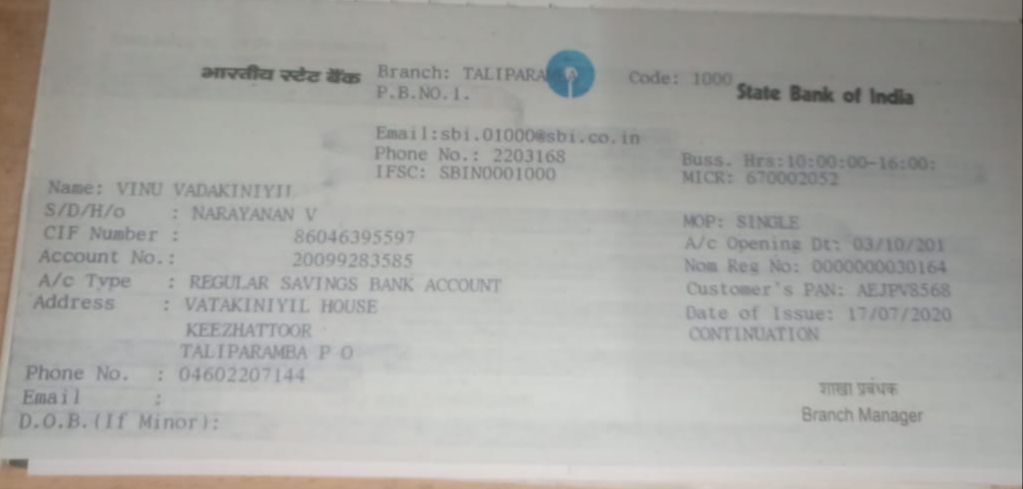 भारतीय स्टेट बैंक Branch: TALIPARAMBA Code: 1000 State Bank of India
P.B.NO.1.
Email:sbi.01000@sbi.co.in
Phone No.: 2203168 Buss. Hrs:10:00:00-16:00:
IFSC: SBIN0001000 MICR: 670002052
Name: VINU VADAKINIYIL
S/D/H/o : NARAYANAN V MOP: SINGLE
CIF Number : 86046395597 A/c Opening Dt: 03/10/201
Account No.: 20099283585 Nom Reg No: 0000000030164
A/c Type : REGULAR SAVINGS BANK ACCOUNT Customer's PAN: AEJPV8568
Address : VATAKINIYIL HOUSE Date of Issue: 17/07/2020
KEEZHATTOOR CONTINUATION
TALIPARAMBA P O
Phone No. : 04602207144
Email :
D.O.B.(If Minor):
शाखा प्रबंधक
Branch Manager